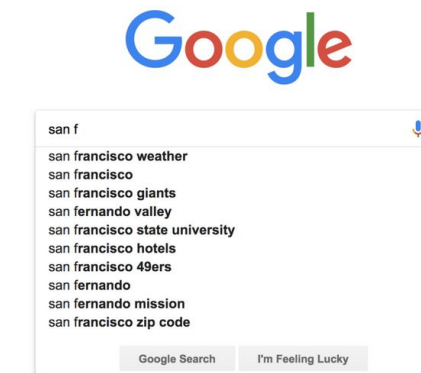 Google
san f
san francisco weather
san francisco
san francisco giants
san fernando valley
san francisco state university
san francisco hotels
san francisco 49ers
san fernando
san fernando mission
san francisco zip code
Google Search I'm Feeling Lucky